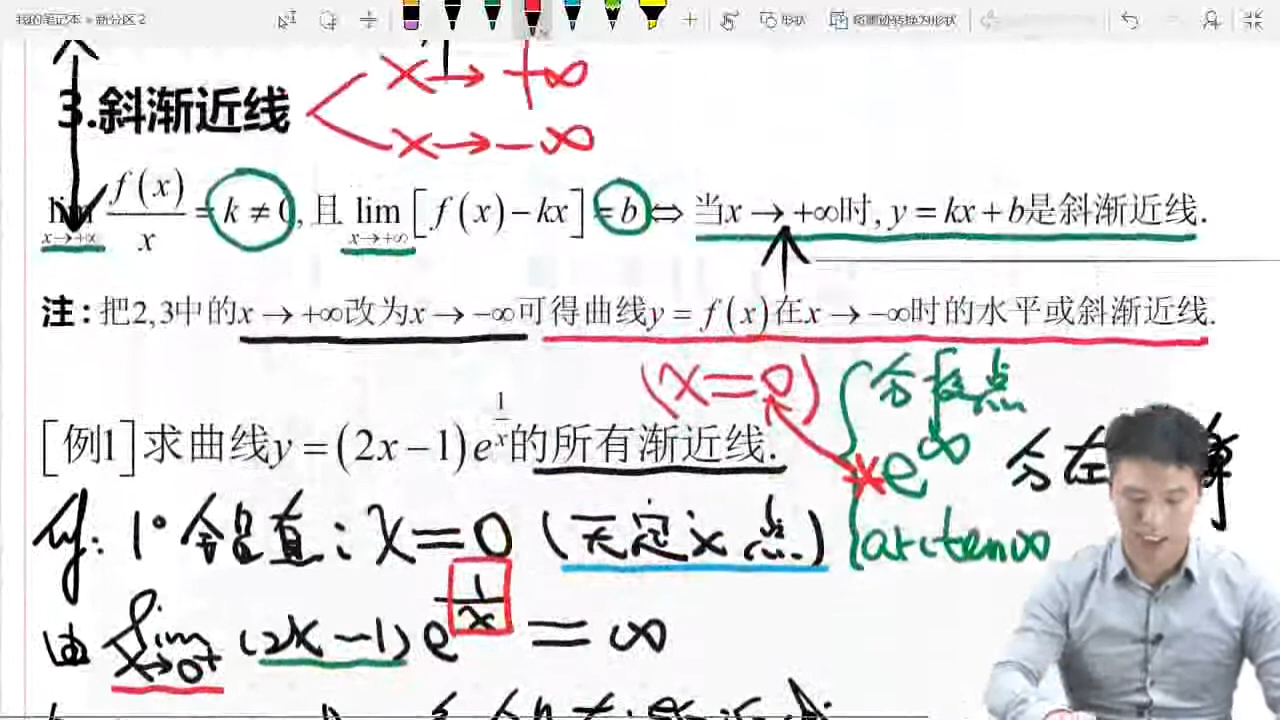 我的笔记本 » 新分区 2
形状
将墨迹转换为形状
3.斜渐近线
x→+∞
x→-∞
lim x→+∞ f(x)/x = k ≠ 0, 且 lim x→+∞ [f(x)-kx] = b ⇔ 当x → +∞时, y = kx + b是斜渐近线.
注: 把2,3中的x → +∞改为x → -∞可得曲线y = f(x)在x → -∞时的水平或斜渐近线.
(x=0)
分段点
[例1]求曲线y = (2x-1)e^(1/x)的所有渐近线.
e^∞
分左
arctan∞
1° 铅直: x=0 (无定义点)
由 lim x→0+ (2x-1)e^(1/x) = ∞